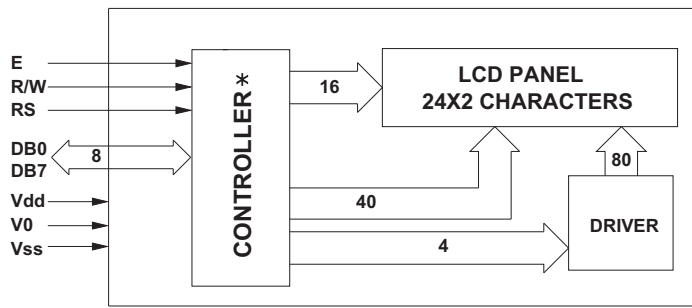 E
R/W
RS
DB0
DB7
8
Vdd
V0
Vss
CONTROLLER*
16
LCD PANEL
24X2 CHARACTERS
40
80
4
DRIVER